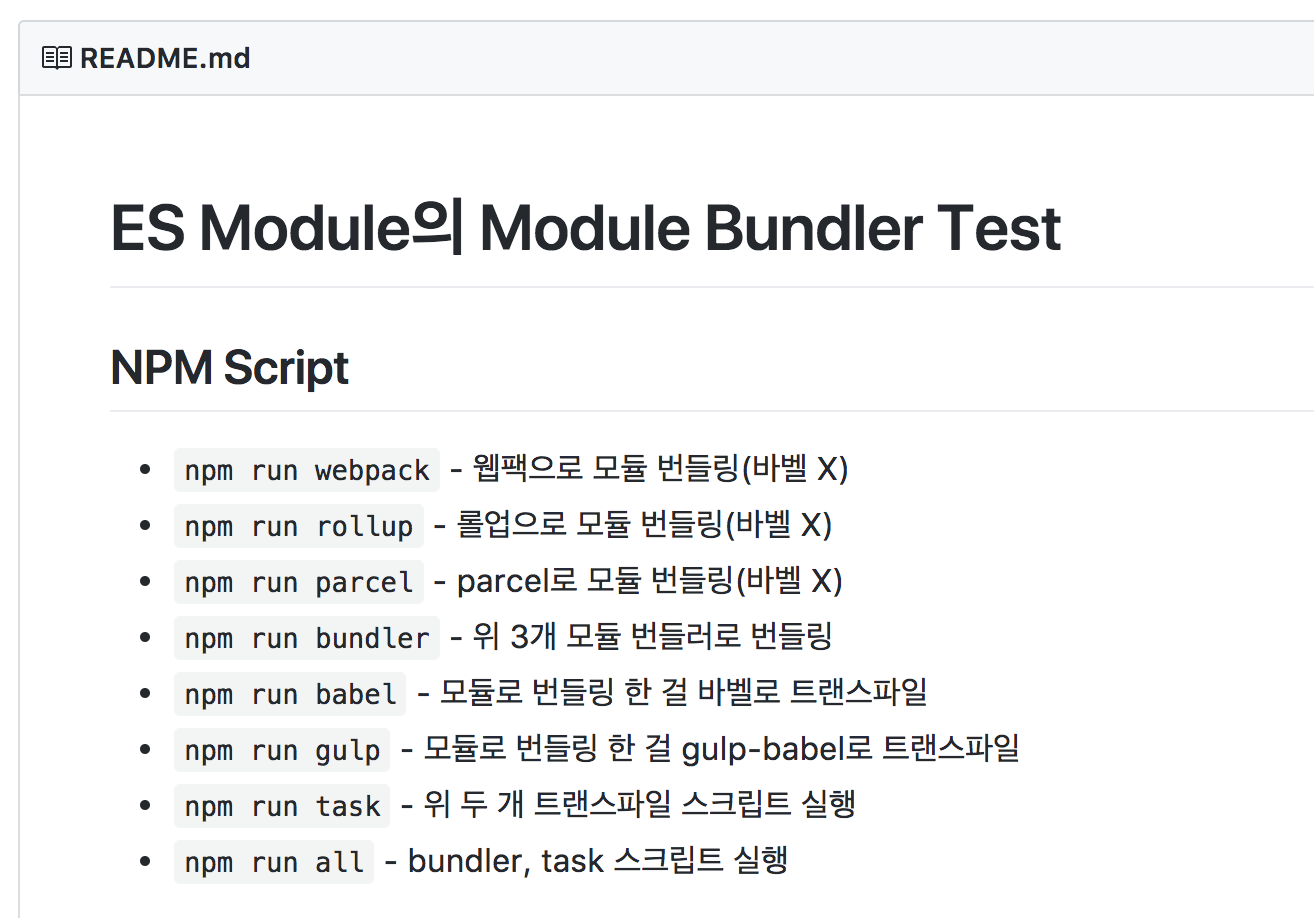 README.md
ES Module의 Module Bundler Test
NPM Script
npm run webpack - 웹팩으로 모듈 번들링(바벨 X)
npm run rollup - 롤업으로 모듈 번들링(바벨 X)
npm run parcel - parcel로 모듈 번들링(바벨 X)
npm run bundler - 위 3개 모듈 번들러로 번들링
npm run babel - 모듈로 번들링 한 걸 바벨로 트랜스파일
npm run gulp - 모듈로 번들링 한 걸 gulp-babel로 트랜스파일
npm run task - 위 두 개 트랜스파일 스크립트 실행
npm run all - bundler, task 스크립트 실행